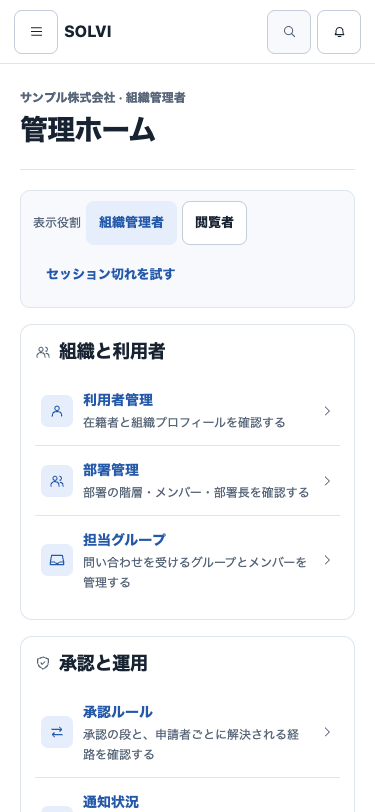 SOLVI
サンプル株式会社 · 組織管理者
管理ホーム
表示役割 組織管理者 閲覧者
セッション切れを試す
組織と利用者
利用者管理
在籍者と組織プロフィールを確認する
部署管理
部署の階層・メンバー・部署長を確認する
担当グループ
問い合わせを受けるグループとメンバーを
管理する
承認と運用
承認ルール
承認の段と、申請者ごとに解決される経
路を確認する
通知状況